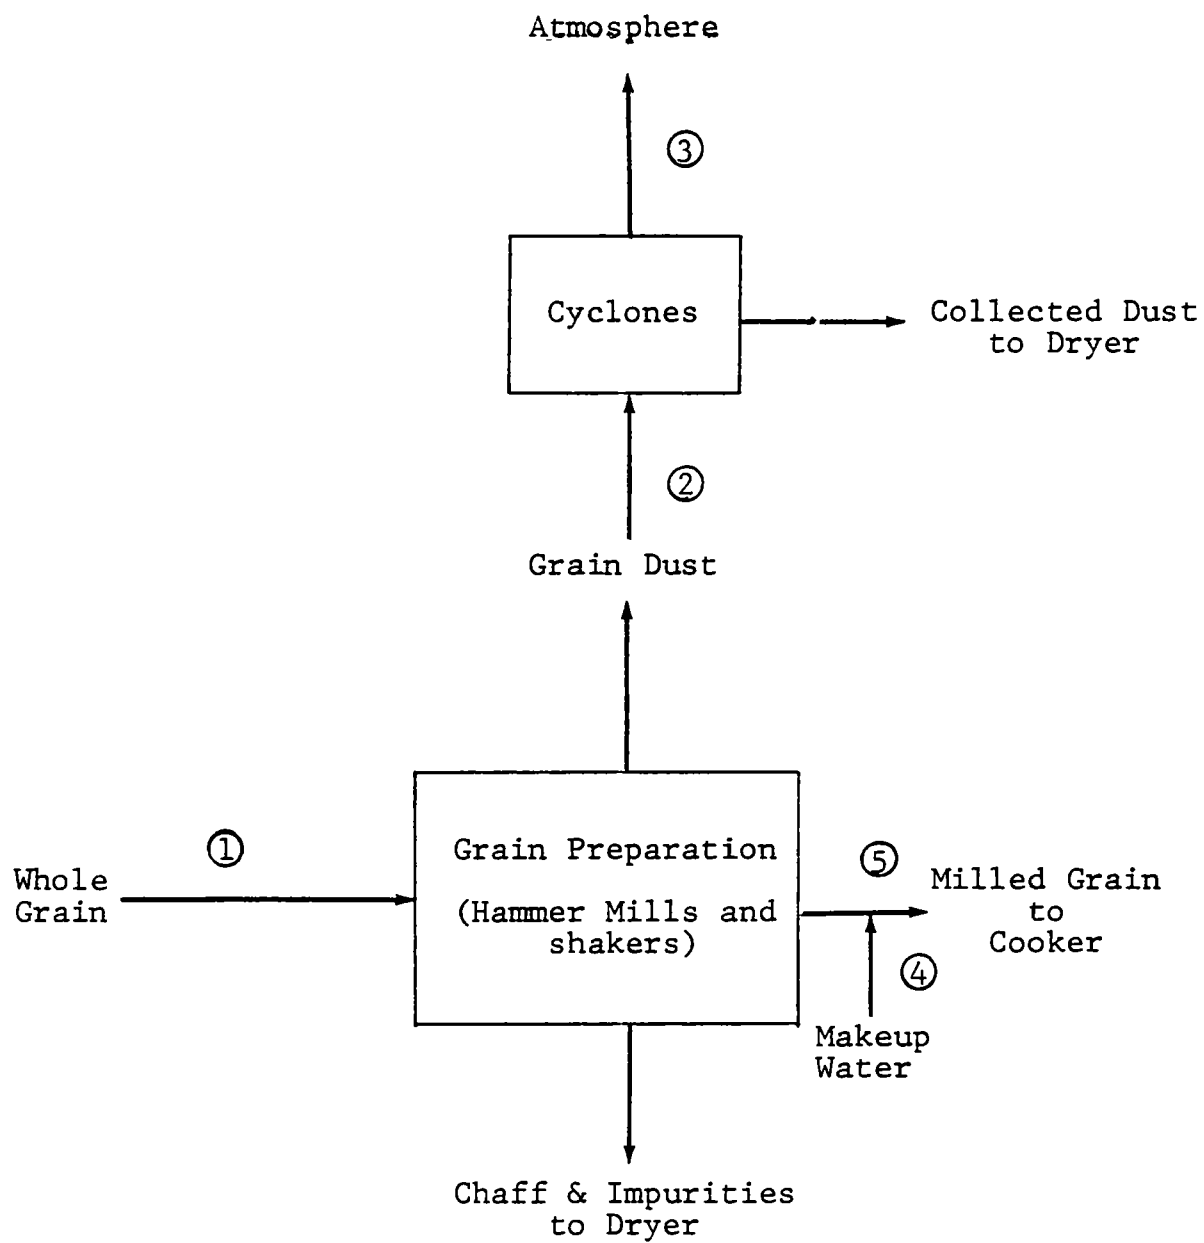 Atmosphere
③
Cyclones
Collected Dust
to Dryer
②
Grain Dust
①
Whole
Grain
Grain Preparation
(Hammer Mills and
shakers)
⑤
Milled Grain
to
Cooker
④
Makeup
Water
Chaff & Impurities
to Dryer